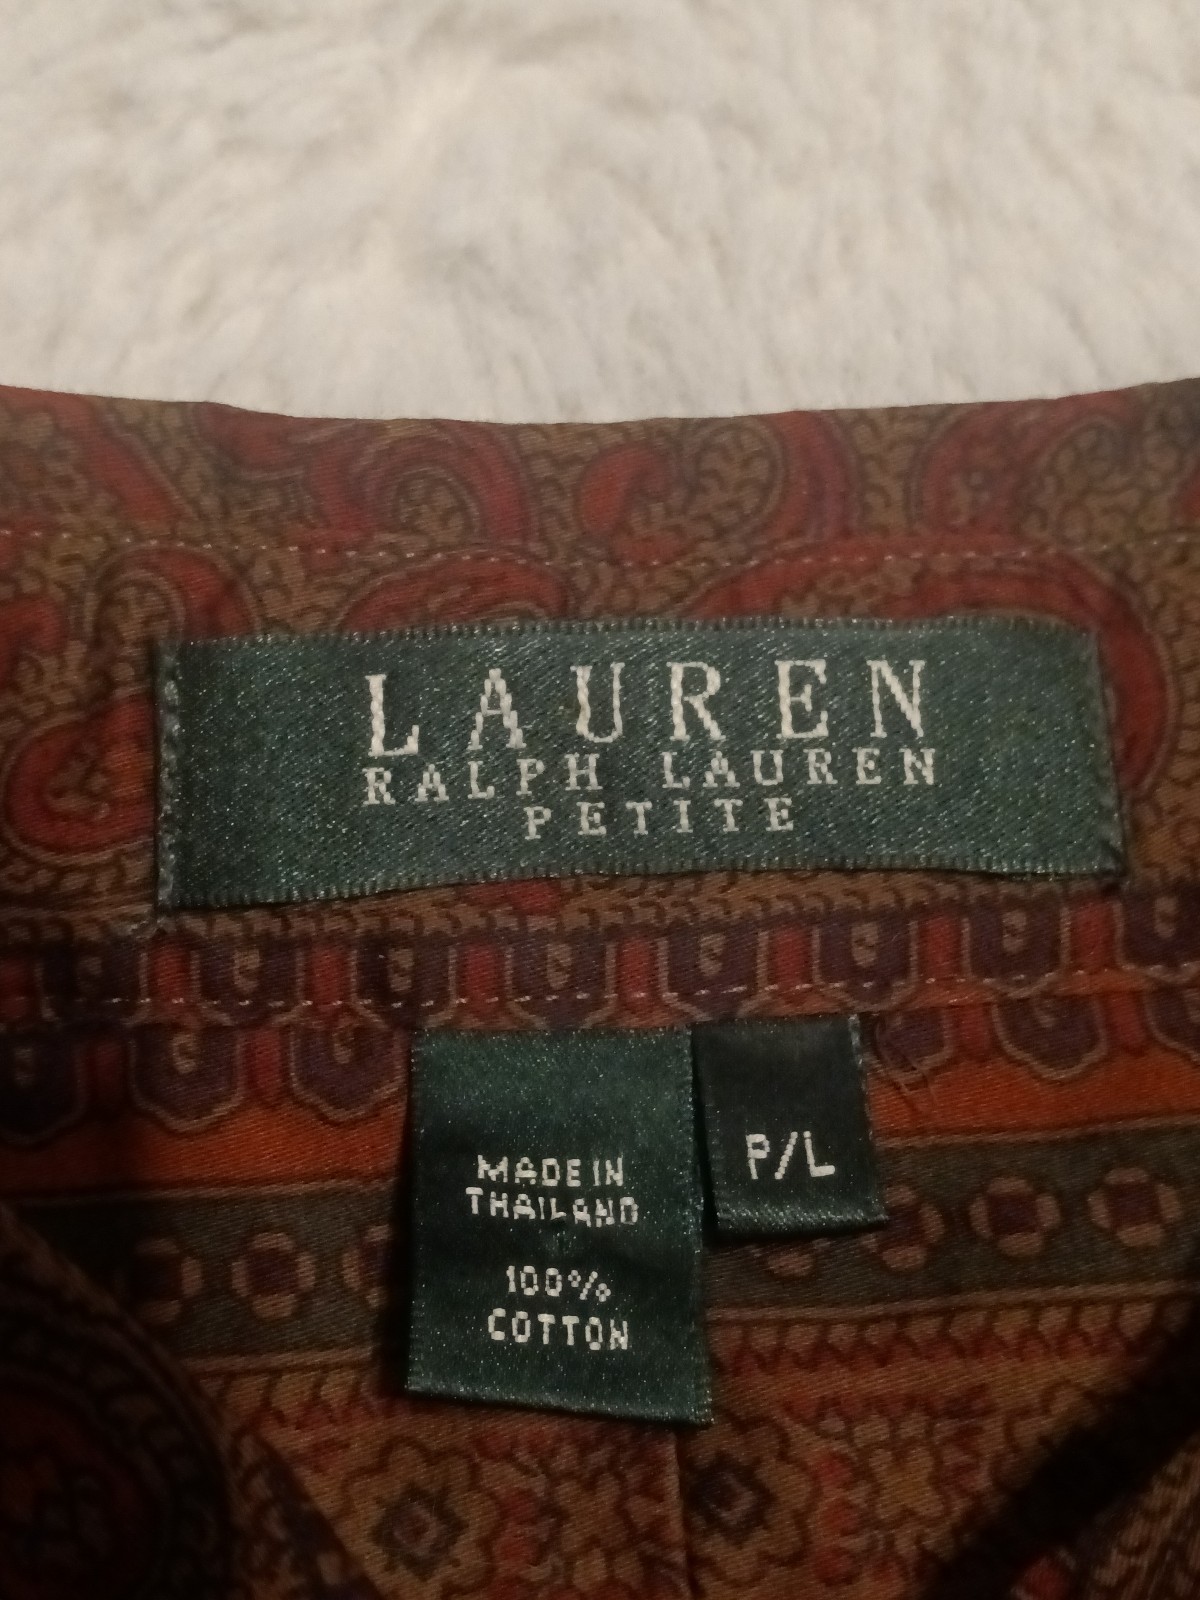 LAUREN
RALPH LAUREN
PETITE
P/L
MADE IN
THAILAND
100%
COTTON